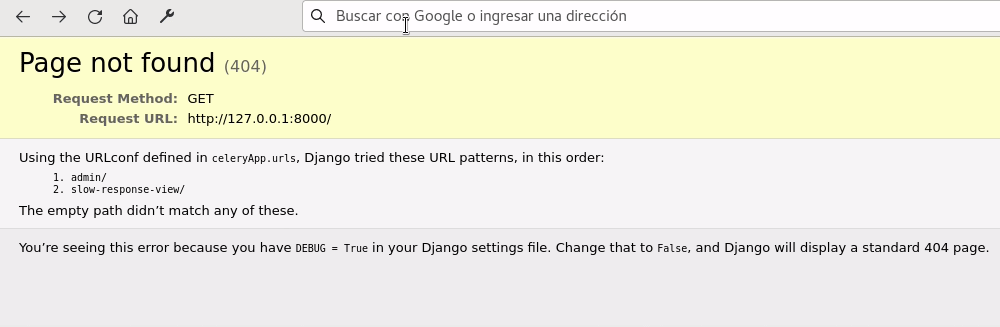 Buscar con Google o ingresar una dirección
Page not found (404)
Request Method: GET
Request URL: http://127.0.0.1:8000/
Using the URLconf defined in celeryApp.urls, Django tried these URL patterns, in this order:
1. admin/
2. slow-response-view/
The empty path didn’t match any of these.
You’re seeing this error because you have DEBUG = True in your Django settings file. Change that to False, and Django will display a standard 404 page.